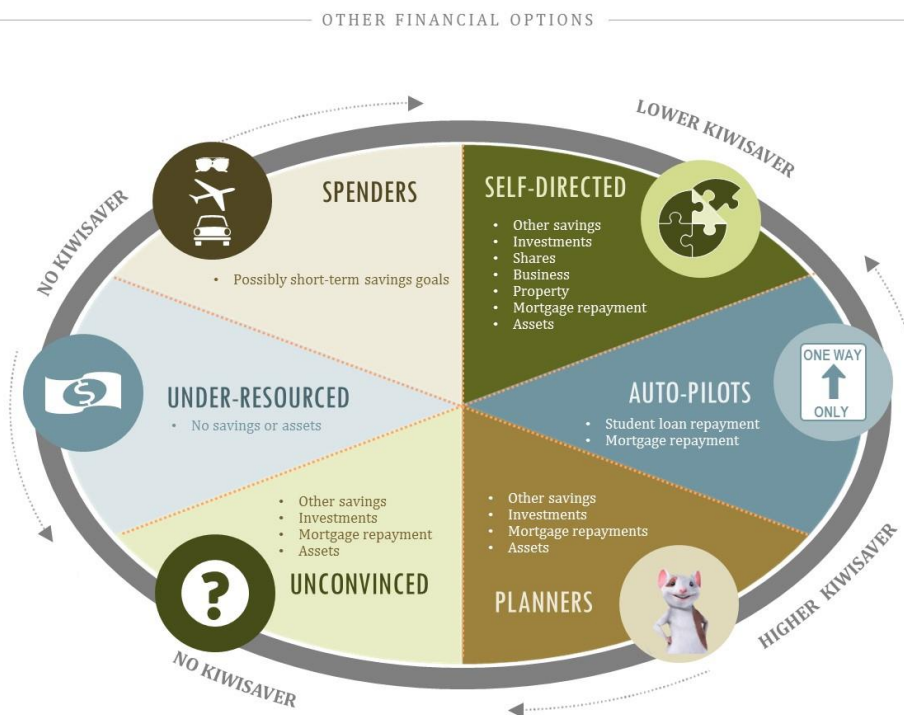 OTHER FINANCIAL OPTIONS
LOWER KIWISAVER
NO KIWISAVER
SPENDERS
• Possibly short-term savings goals
SELF-DIRECTED
• Other savings
• Investments
• Shares
• Business
• Property
• Mortgage repayment
• Assets
UNDER-RESOURCED
• No savings or assets
AUTO-PILOTS
• Student loan repayment
• Mortgage repayment
ONE WAY
ONLY
• Other savings
• Investments
• Mortgage repayment
• Assets
UNCONVINCED
• Other savings
• Investments
• Mortgage repayments
• Assets
PLANNERS
?
$
NO KIWISAVER
HIGHER KIWISAVER